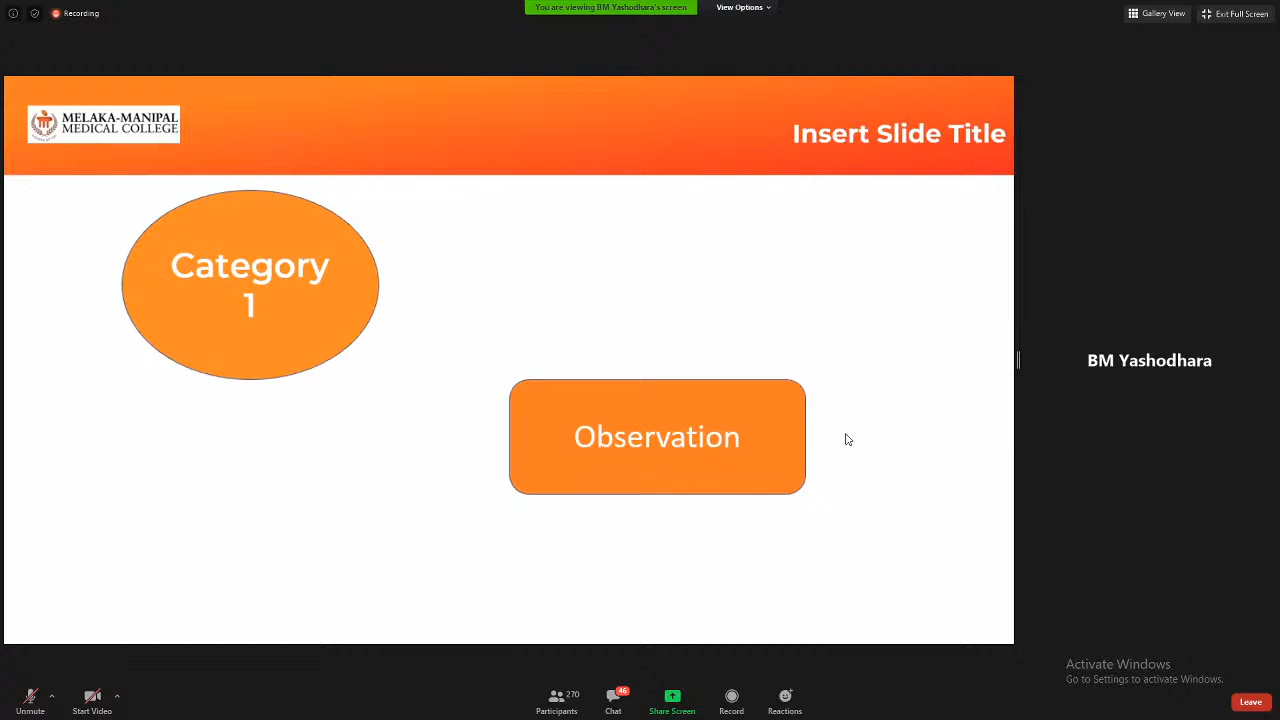 Recording
You are viewing BM Yashodhara's screen
View Options
Gallery View
Exit Full Screen
MELAKA-MANIPAL
MEDICAL COLLEGE
Insert Slide Title
Category
1
Observation
BM Yashodhara
Activate Windows
Go to Settings to activate Windows.
Unmute
Start Video
270
Participants
46
Chat
Share Screen
Record
Reactions
Leave